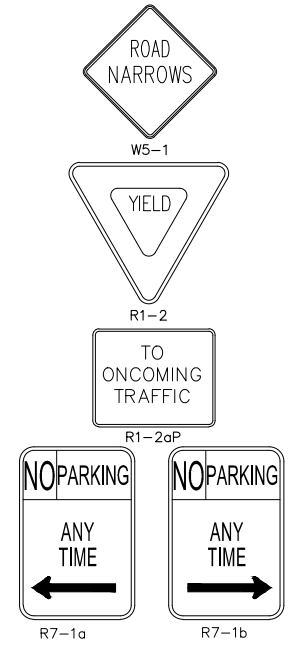 ROAD
NARROWS
W5-1
YIELD
R1-2
TO
ONCOMING
TRAFFIC
R1-2aP
NO PARKING
ANY
TIME
R7-1a
NO PARKING
ANY
TIME
R7-1b